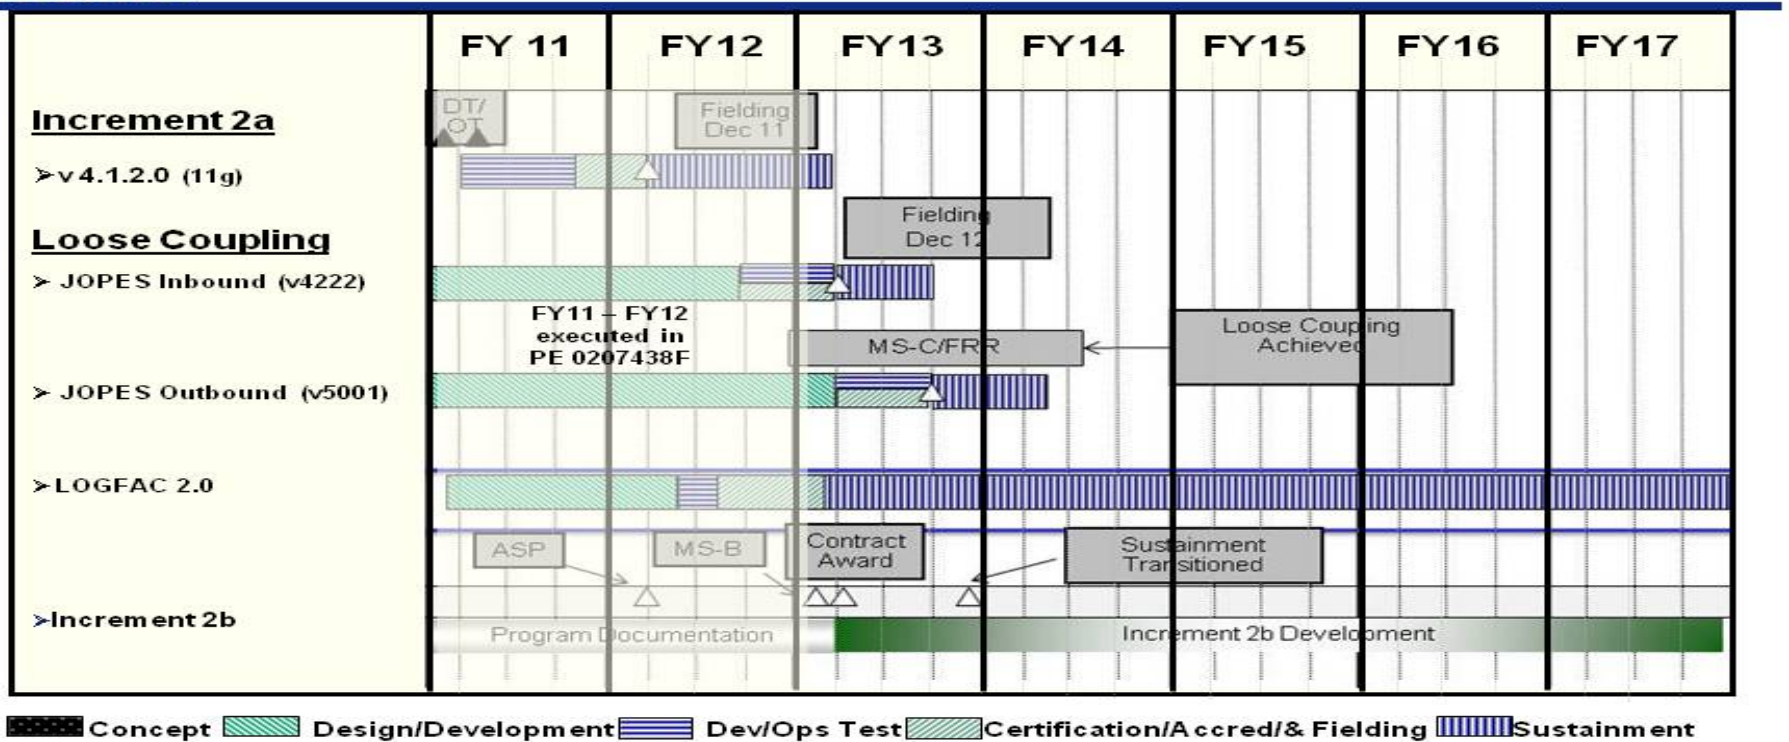 FY 11 FY12 FY13 FY14 FY15 FY16 FY17
DT/
OT
Fielding
Dec 11
Increment 2a
➢v 4.1.2.0 (11g)
Fielding
Dec 12
Loose Coupling
➢ JOPES Inbound (v4222)
FY11 – FY12
executed in
PE 0207438F
MS-C/FRR
Loose Coupling
Achieved
➢ JOPES Outbound (v5001)
➢LOGFAC 2.0
ASP
MS-B
Contract
Award
Sustainment
Transitioned
➢Increment 2b
Program Documentation
Increment 2b Development
Concept Design/Development Dev/Ops Test Certification/Accred/& Fielding Sustainment